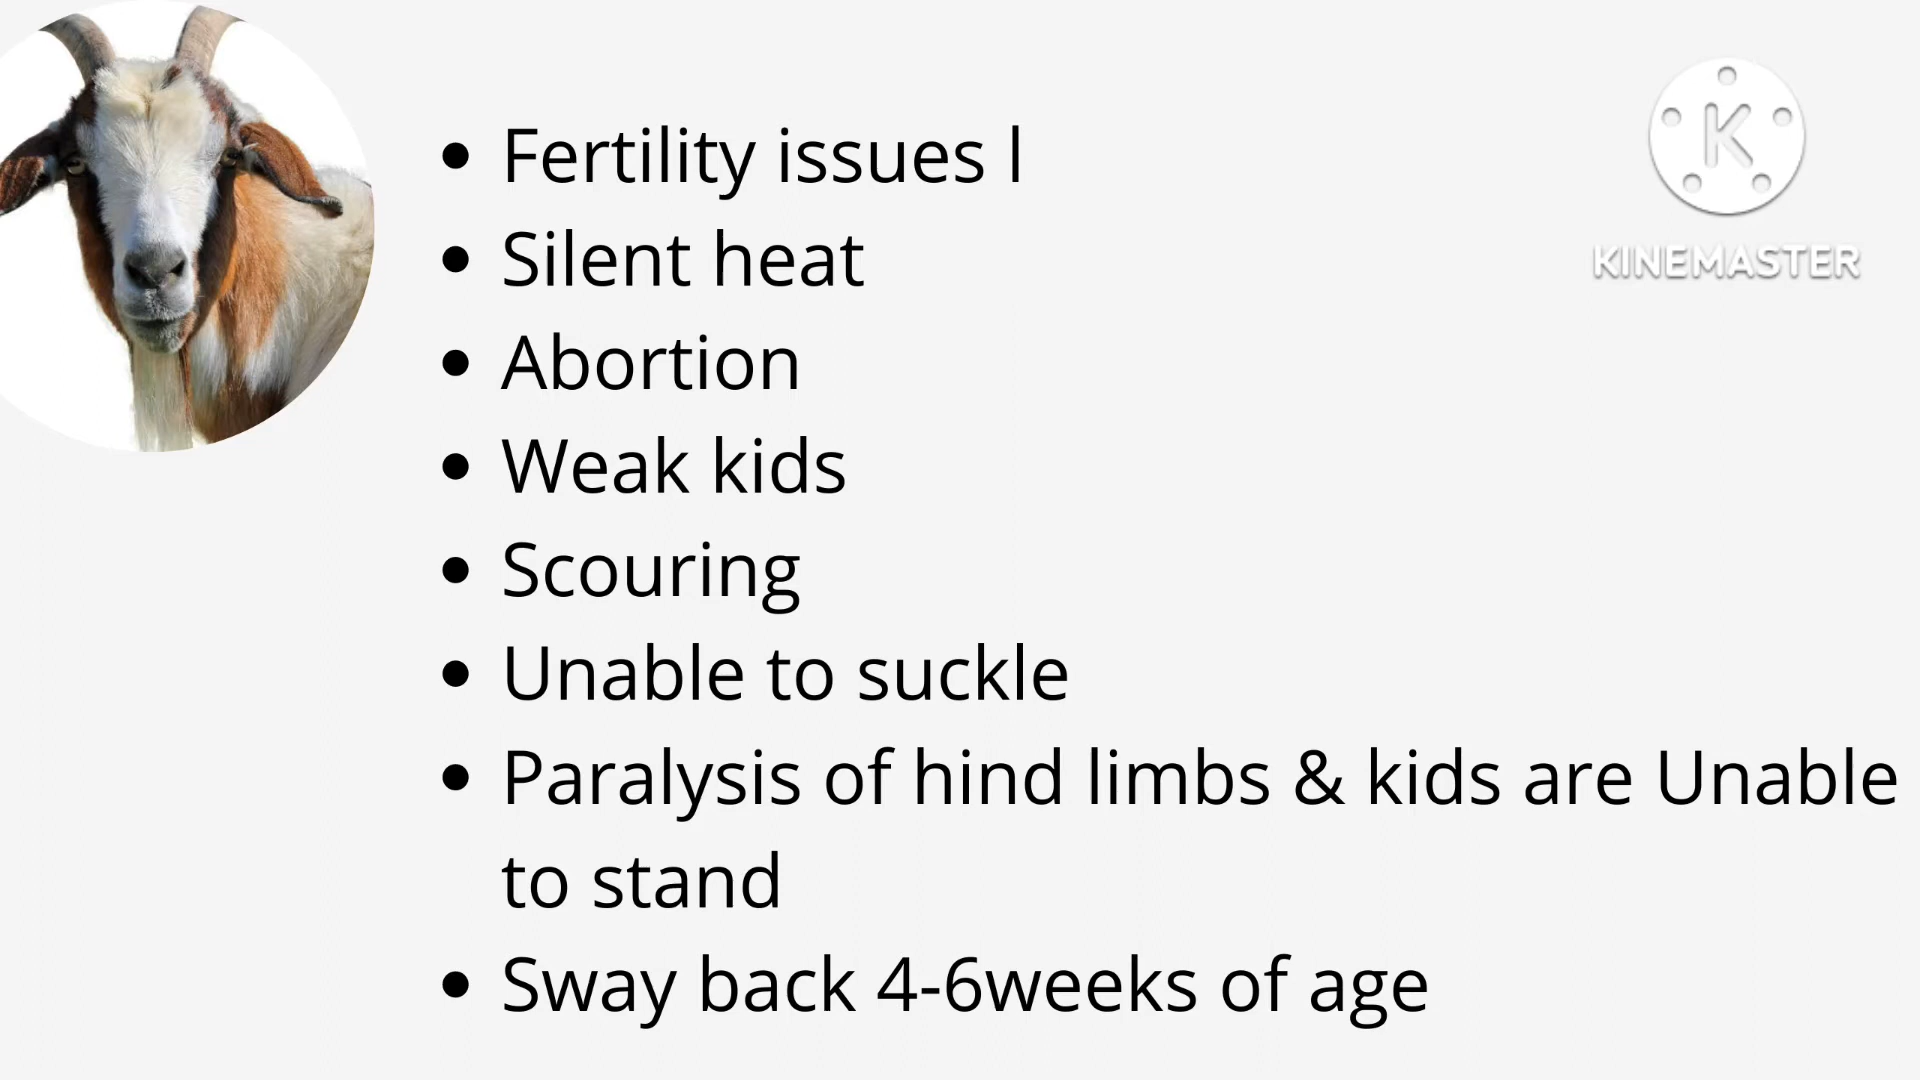 • Fertility issues l
• Silent heat
• Abortion
• Weak kids
• Scouring
• Unable to suckle
• Paralysis of hind limbs & kids are Unable
to stand
• Sway back 4-6weeks of age
K
KINEMASTER